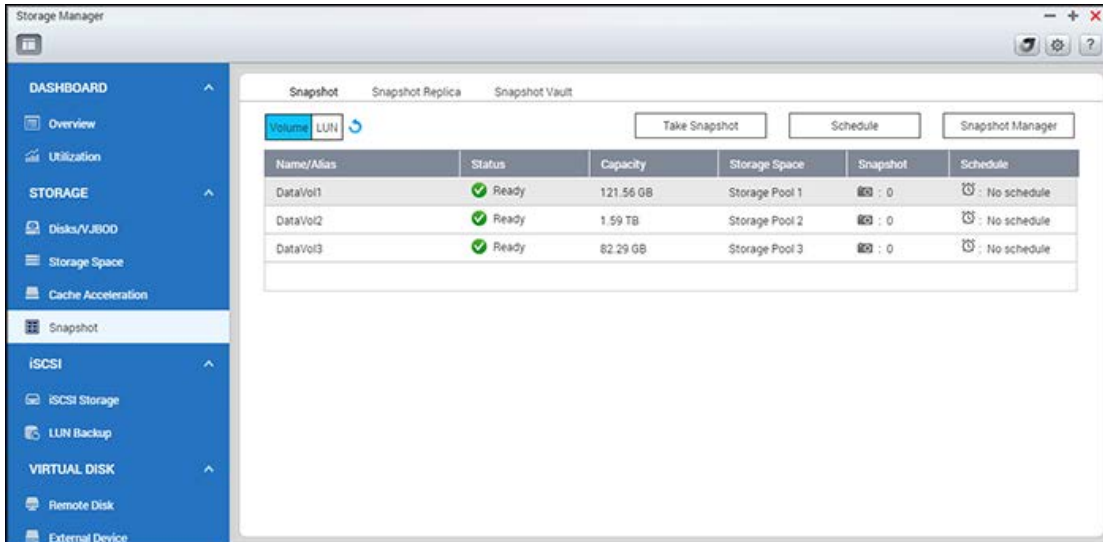 Storage Manager
DASHBOARD
Overview
Utilization
STORAGE
Disks/VJBOD
Storage Space
Cache Acceleration
Snapshot
iSCSI
iSCSI Storage
LUN Backup
VIRTUAL DISK
Remote Disk
External Device
Snapshot Snapshot Replica Snapshot Vault
Volume LUN Take Snapshot Schedule Snapshot Manager
Name/Alias Status Capacity Storage Space Snapshot Schedule
DataVol1 Ready 121.56 GB Storage Pool 1 : 0 : No schedule
DataVol2 Ready 1.59 TB Storage Pool 2 : 0 : No schedule
DataVol3 Ready 82.29 GB Storage Pool 3 : 0 : No schedule